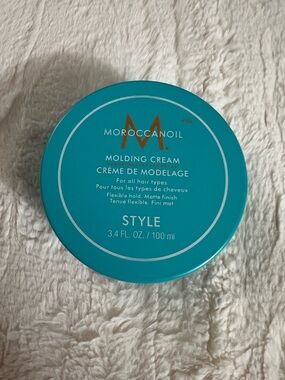 M
MOROCCANOIL
MOLDING CREAM
CRÈME DE MODELAGE
For all hair types
Pour tous les types de cheveux
Flexible hold. Matte finish
Tenue flexible. Fini mat
STYLE
3.4 FL. OZ. / 100 ml